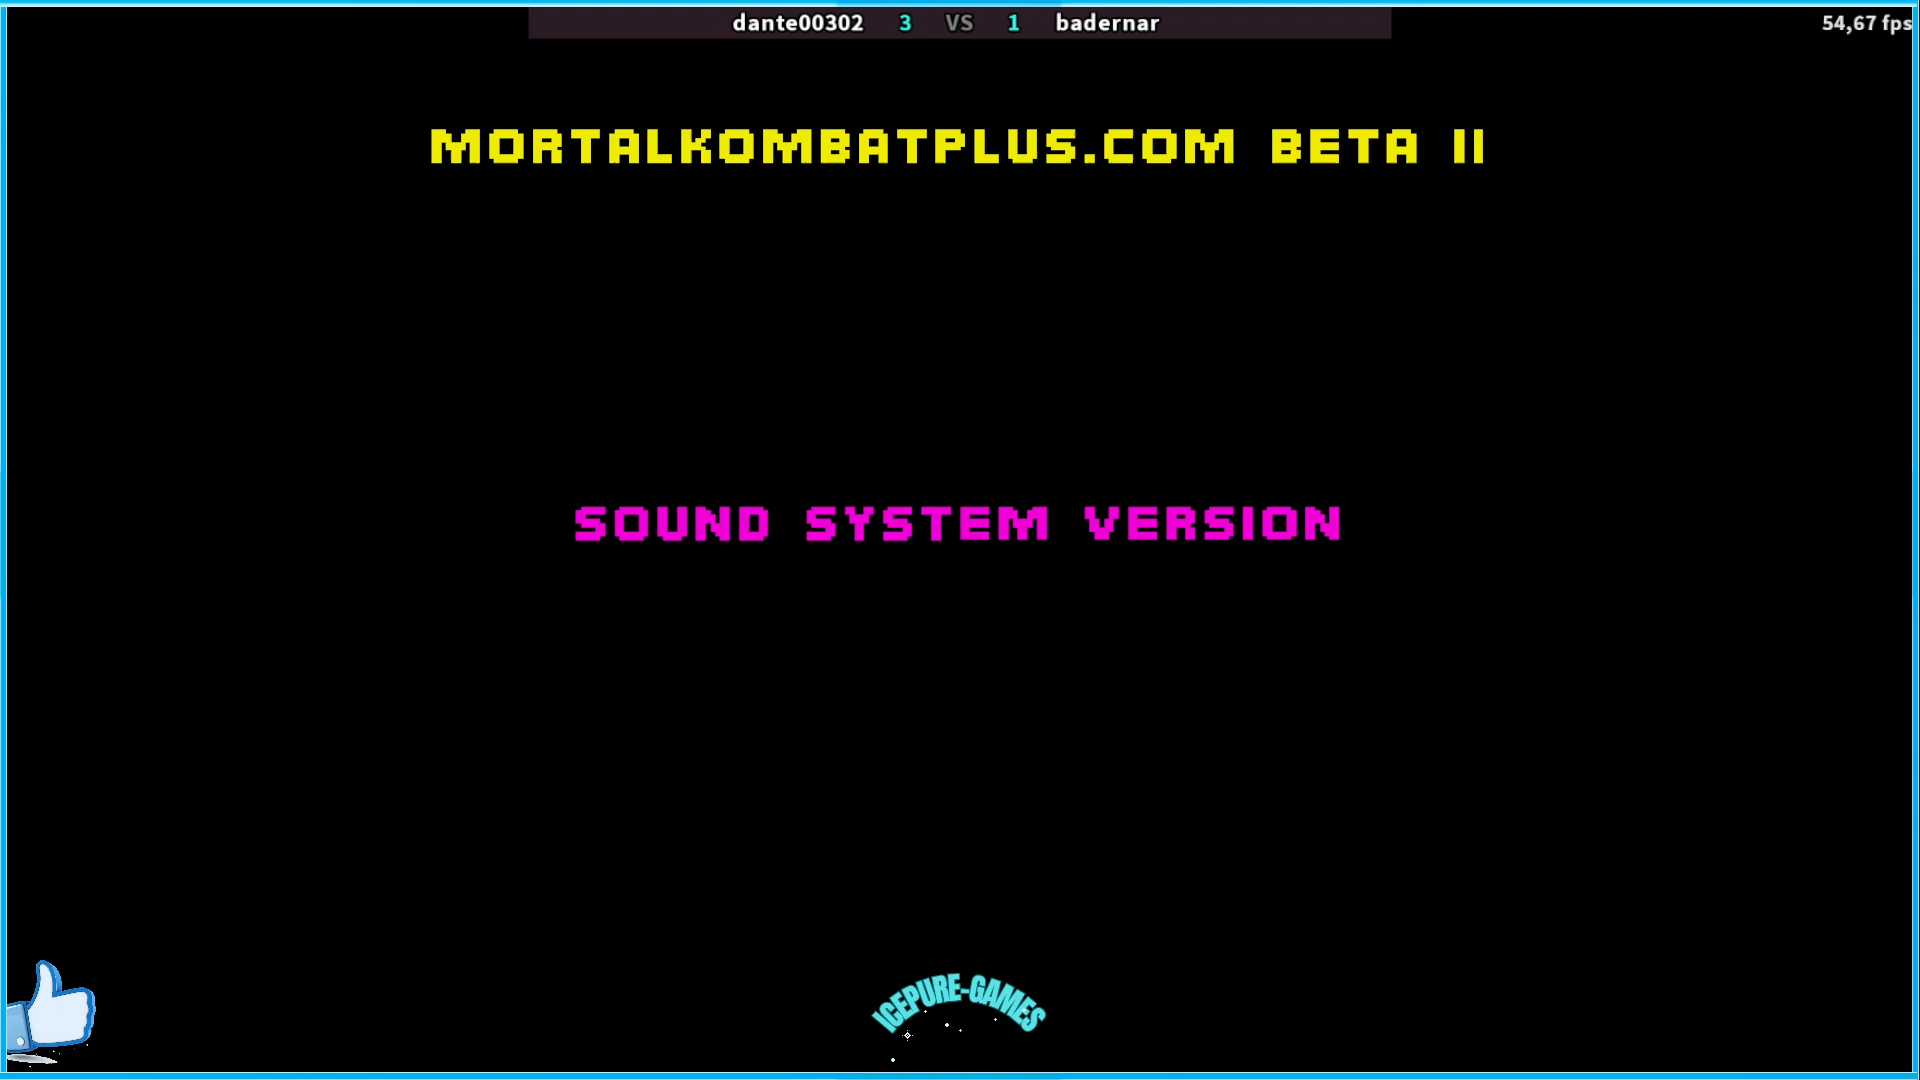 dante00302 3 VS 1 badernar
54,67 fps
MORTALKOMBATPLUS.COM BETA II
SOUND SYSTEM VERSION
ICEPURE-GAMES